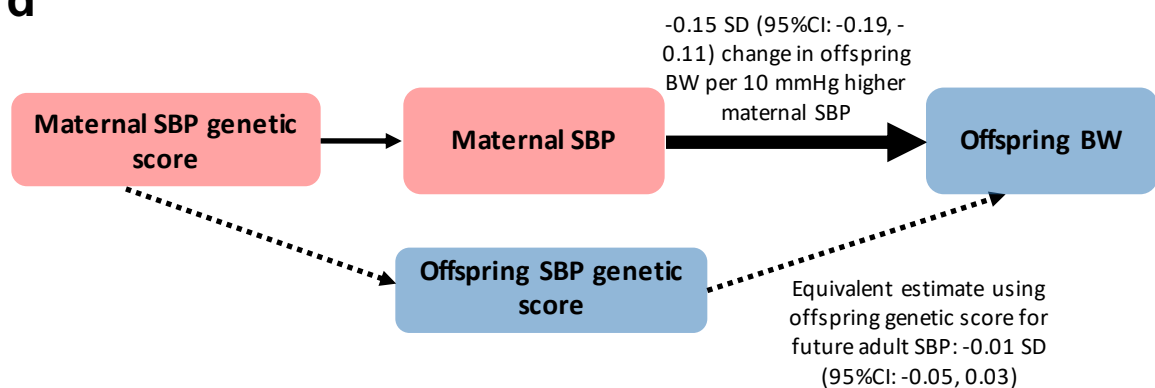 d
-0.15 SD (95%CI: -0.19, -
0.11) change in offspring
BW per 10 mmHg higher
maternal SBP
Maternal SBP genetic
score
Maternal SBP
Offspring BW
Offspring SBP genetic
score
Equivalent estimate using
offspring genetic score for
future adult SBP: -0.01 SD
(95%CI: -0.05, 0.03)